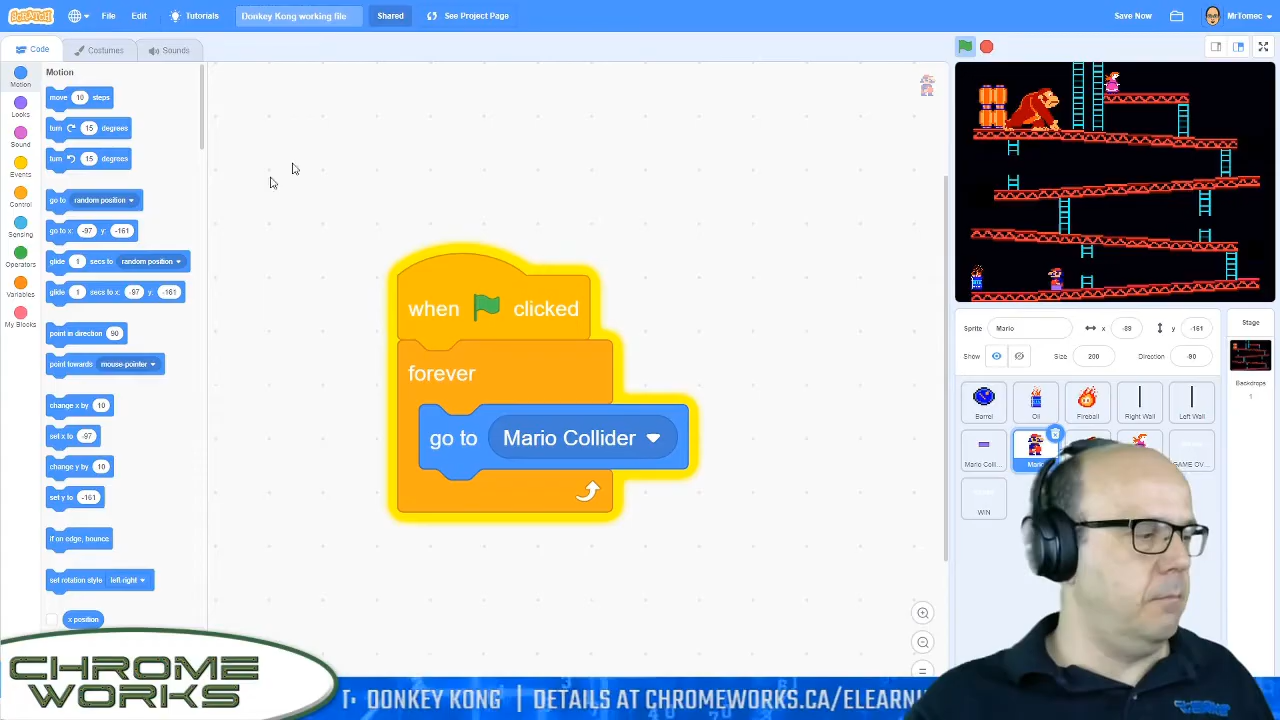 SCRATCH
File
Edit
Tutorials
Donkey Kong working file
Shared
See Project Page
Save Now
MrTomec
Code
Costumes
Sounds
Motion
Looks
Sound
Events
Control
Sensing
Operators
Variables
My Blocks
Motion
move 10 steps
turn 15 degrees
turn 15 degrees
go to random position
go to x: -97 y: -161
glide 1 secs to random position
glide 1 secs to x: -97 y: -161
point in direction 90
point towards mouse-pointer
change x by 10
set x to -97
change y by 10
set y to -161
if on edge, bounce
set rotation style left-right
x position
when clicked
forever
go to Mario Collider
Sprite Mario x -89 y -161
Show Size 200 Direction -90
Stage
Backdrops
1
Barrel
Oil
Fireball
Right Wall
Left Wall
Mario Colli...
Mario
GAME OV...
WIN
CHROME
WORKS
T: DONKEY KONG | DETAILS AT CHROMEWORKS.CA/ELEARN